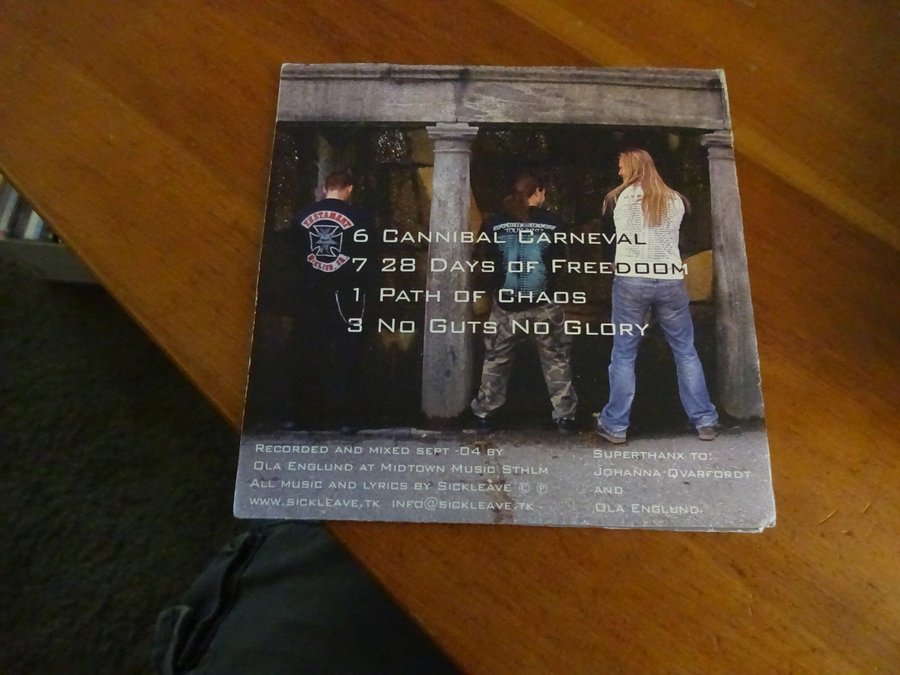 TESTAMENT
6 Cannibal Carneval
7 28 Days of Freedoom
1 Path of Chaos
3 No Guts No Glory
Recorded and mixed sept -04 by
Ola Englund at Midtown Music Sthlm
All music and lyrics by Sickleave © ℗
www.sickleave.tk info@sickleave.tk
Superthanx to:
Johanna Qvarfordt
and
Ola Englund